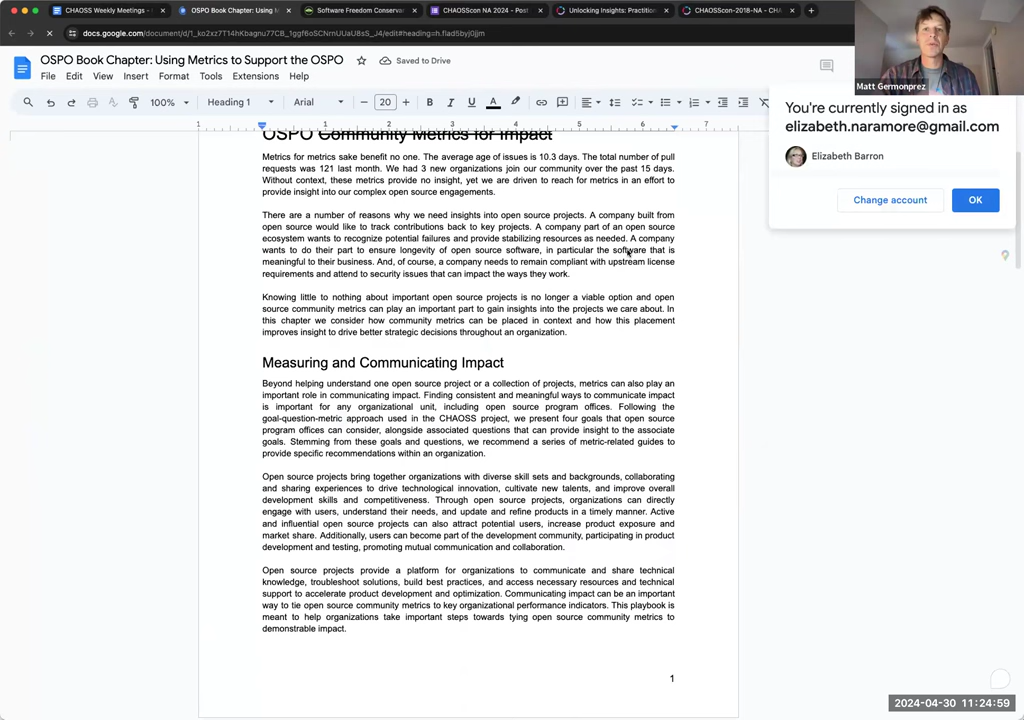 CHAOSS Weekly Meetings -
OSPO Book Chapter: Using M
Software Freedom Conservan
CHAOSScon NA 2024 - Post
Unlocking Insights: Practition
CHAOSScon-2018-NA - CHA
docs.google.com/document/d/1_ko2xz7T14hKbagnu77CB_1ggf6oSCNrnUUaU8sS_J4/edit#heading=h.flad5byj0jjm
OSPO Book Chapter: Using Metrics to Support the OSPO
Saved to Drive
File Edit View Insert Format Tools Extensions Help
100% Heading 1 Arial 20 B I U A
Matt Germonprez
You're currently signed in as
elizabeth.naramore@gmail.com
Elizabeth Barron
Change account OK
1 1 2 3 4 5 6 7
OSPO Community Metrics for Impact
Metrics for metrics sake benefit no one. The average age of issues is 10.3 days. The total number of pull
requests was 121 last month. We had 3 new organizations join our community over the past 15 days.
Without context, these metrics provide no insight, yet we are driven to reach for metrics in an effort to
provide insight into our complex open source engagements.
There are a number of reasons why we need insights into open source projects. A company built from
open source would like to track contributions back to key projects. A company part of an open source
ecosystem wants to recognize potential failures and provide stabilizing resources as needed. A company
wants to do their part to ensure longevity of open source software, in particular the software that is
meaningful to their business. And, of course, a company needs to remain compliant with upstream license
requirements and attend to security issues that can impact the ways they work.
Knowing little to nothing about important open source projects is no longer a viable option and open
source community metrics can play an important part to gain insights into the projects we care about. In
this chapter we consider how community metrics can be placed in context and how this placement
improves insight to drive better strategic decisions throughout an organization.
Measuring and Communicating Impact
Beyond helping understand one open source project or a collection of projects, metrics can also play an
important role in communicating impact. Finding consistent and meaningful ways to communicate impact
is important for any organizational unit, including open source program offices. Following the
goal-question-metric approach used in the CHAOSS project, we present four goals that open source
program offices can consider, alongside associated questions that can provide insight to the associate
goals. Stemming from these goals and questions, we recommend a series of metric-related guides to
provide specific recommendations within an organization.
Open source projects bring together organizations with diverse skill sets and backgrounds, collaborating
and sharing experiences to drive technological innovation, cultivate new talents, and improve overall
development skills and competitiveness. Through open source projects, organizations can directly
engage with users, understand their needs, and update and refine products in a timely manner. Active
and influential open source projects can also attract potential users, increase product exposure and
market share. Additionally, users can become part of the development community, participating in product
development and testing, promoting mutual communication and collaboration.
Open source projects provide a platform for organizations to communicate and share technical
knowledge, troubleshoot solutions, build best practices, and access necessary resources and technical
support to accelerate product development and optimization. Communicating impact can be an important
way to tie open source community metrics to key organizational performance indicators. This playbook is
meant to help organizations take important steps towards tying open source community metrics to
demonstrable impact.
1
2024-04-30 11:24:59